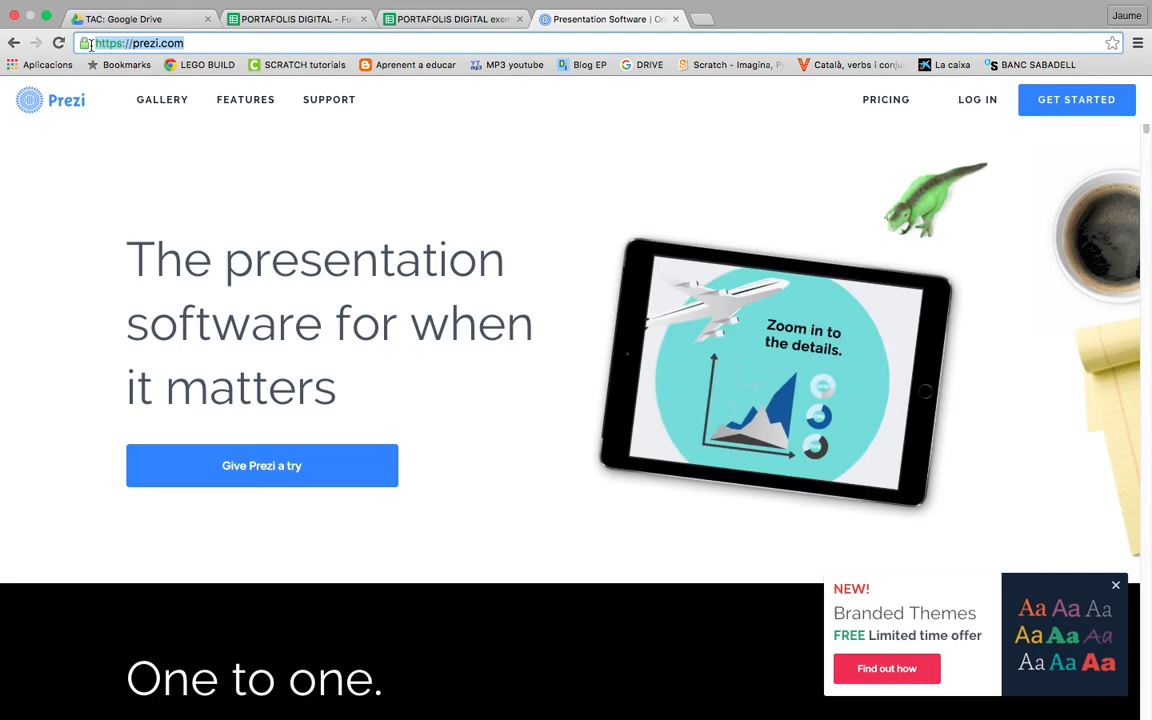 TAC: Google Drive
PORTAFOLIS DIGITAL - Ful
PORTAFOLIS DIGITAL exem
Presentation Software | Onl
Jaume
https://prezi.com
Aplicacions
Bookmarks
LEGO BUILD
SCRATCH tutorials
Aprenent a educar
MP3 youtube
Blog EP
DRIVE
Scratch - Imagina, P
Català, verbs i conju
La caixa
BANC SABADELL
Prezi
GALLERY
FEATURES
SUPPORT
PRICING
LOG IN
GET STARTED
The presentation
software for when
it matters
Give Prezi a try
Zoom in to
the details.
NEW!
Branded Themes
FREE Limited time offer
Find out how
Aa Aa Aa
Aa Aa Aa
Aa Aa Aa
One to one.